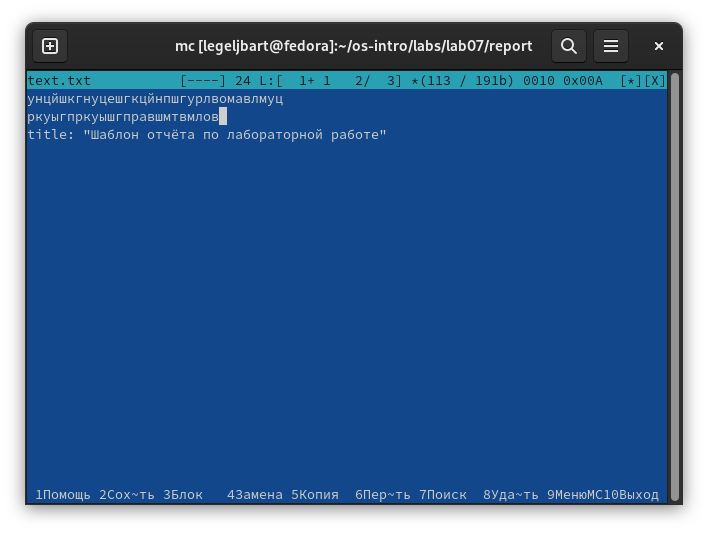 mc [legeljbart@fedora]:~/os-intro/labs/lab07/report
text.txt [----] 24 L:[ 1+ 1 2/ 3] *(113 / 191b) 0010 0x00A [*][X]
унцйшкгнуцешгкцйнпшгурлвомавлмуц
ркуыгпркуышгправшмтвмлов
title: "Шаблон отчёта по лабораторной работе"
1Помощь 2Сох~ть 3Блок 4Замена 5Копия 6Пер~ть 7Поиск 8Уда~ть 9МенюMC10Выход